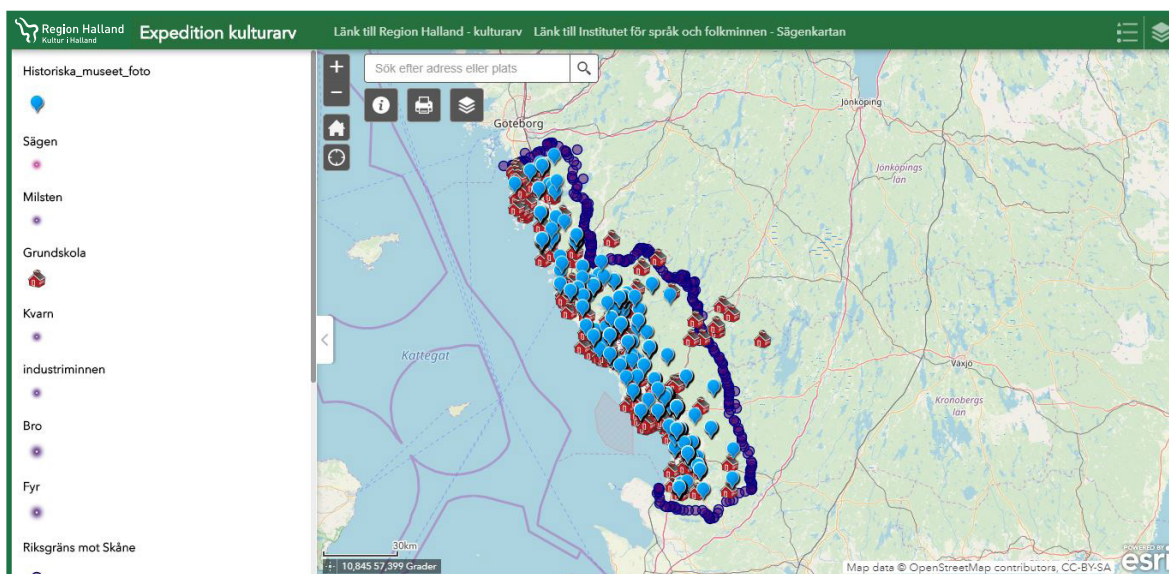 Region Halland
Kultur i Halland
Expedition kulturarv
Länk till Region Halland - kulturarv Länk till Institutet för språk och folkminnen - Sägenkartan
Historiska_museet_foto
Sägen
Milsten
Grundskola
Kvarn
industriminnen
Bro
Fyr
Riksgräns mot Skåne
+
−
Sök efter adress eller plats
Göteborg
Jönköping
Jönköpings
län
Kattegat
Växjö
Kronobergs
län
30km
10,845 57,399 Grader
Map data © OpenStreetMap contributors, CC-BY-SA
POWERED BY
esri